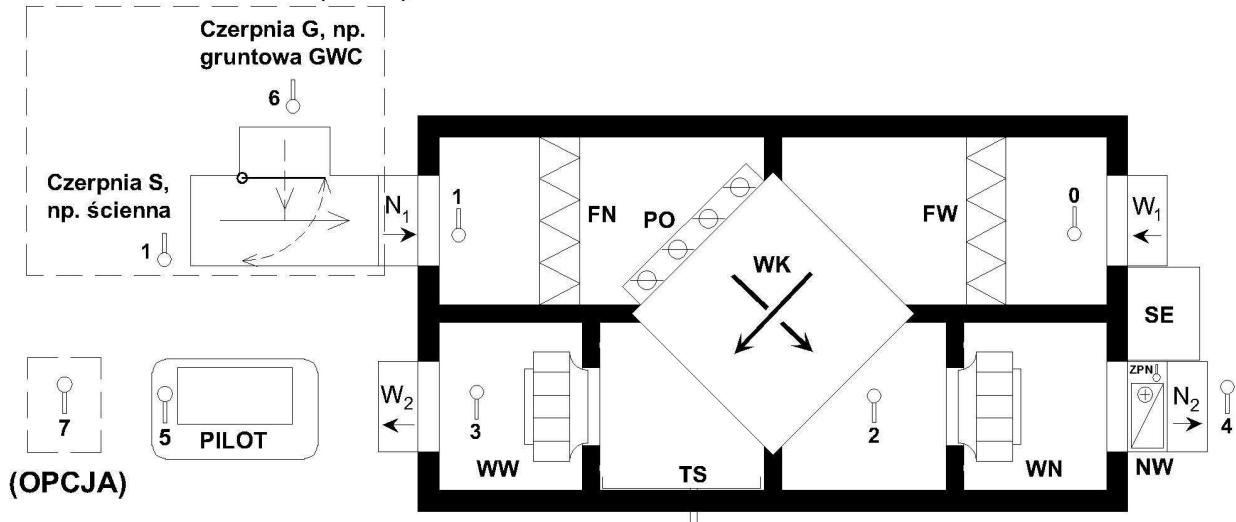 Czerpnia G, np.
gruntowa GWC
6
Czerpnia S,
np. ścienna
1
N1
1
FN
PO
WK
FW
0
W1
SE
7
(OPCJA)
5
PILOT
W2
3
WW
TS
2
WN
ZPN
N2
NW
4